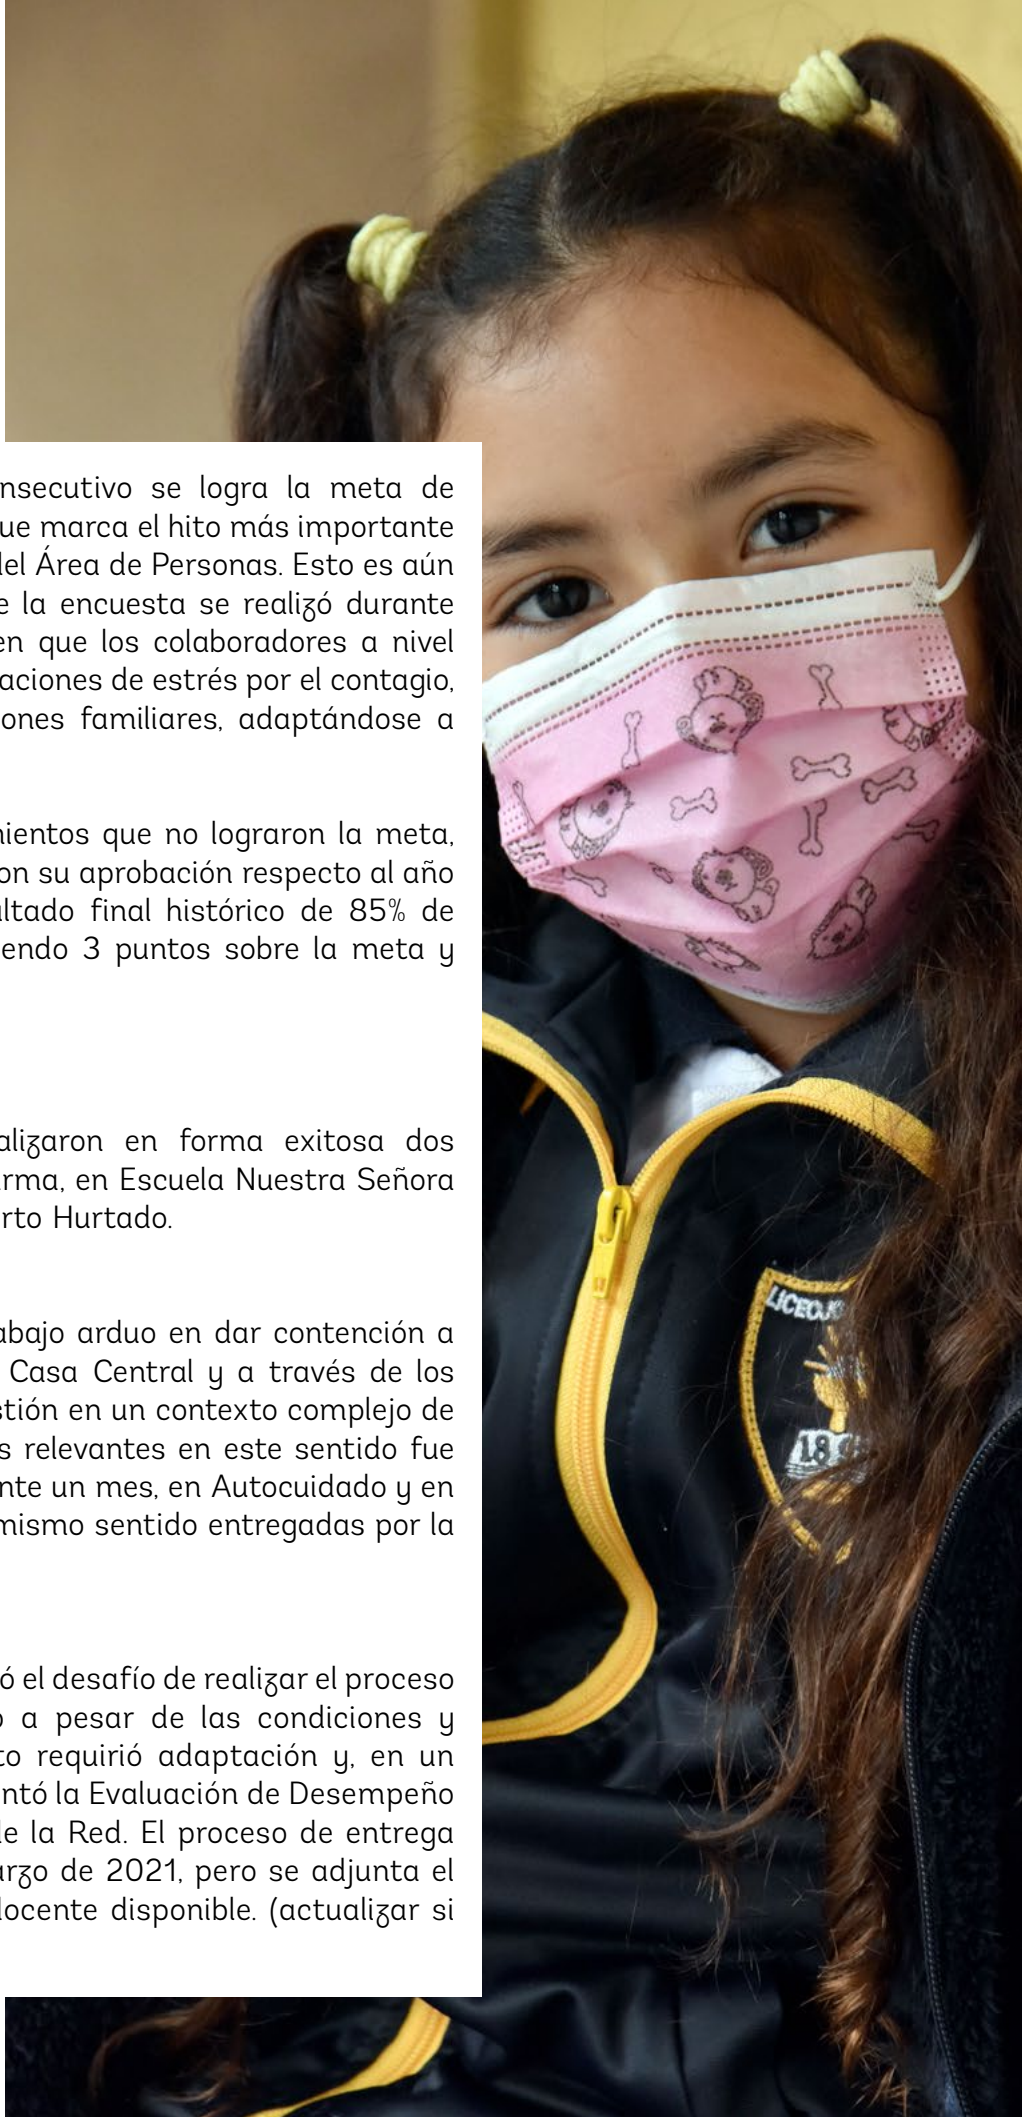 nsecutivo se logra la meta de
ue marca el hito más importante
el Área de Personas. Esto es aún
e la encuesta se realizó durante
en que los colaboradores a nivel
aciones de estrés por el contagio,
ones familiares, adaptándose a
ientos que no lograron la meta,
on su aprobación respecto al año
ltado final histórico de 85% de
endo 3 puntos sobre la meta y
alizaron en forma exitosa dos
rma, en Escuela Nuestra Señora
rto Hurtado.
abajo arduo en dar contención a
Casa Central y a través de los
stión en un contexto complejo de
s relevantes en este sentido fue
nte un mes, en Autocuidado y en
mismo sentido entregadas por la
ó el desafío de realizar el proceso
o a pesar de las condiciones y
to requirió adaptación y, en un
ntó la Evaluación de Desempeño
de la Red. El proceso de entrega
arzo de 2021, pero se adjunta el
docente disponible. (actualizar si
LICEO JO
18